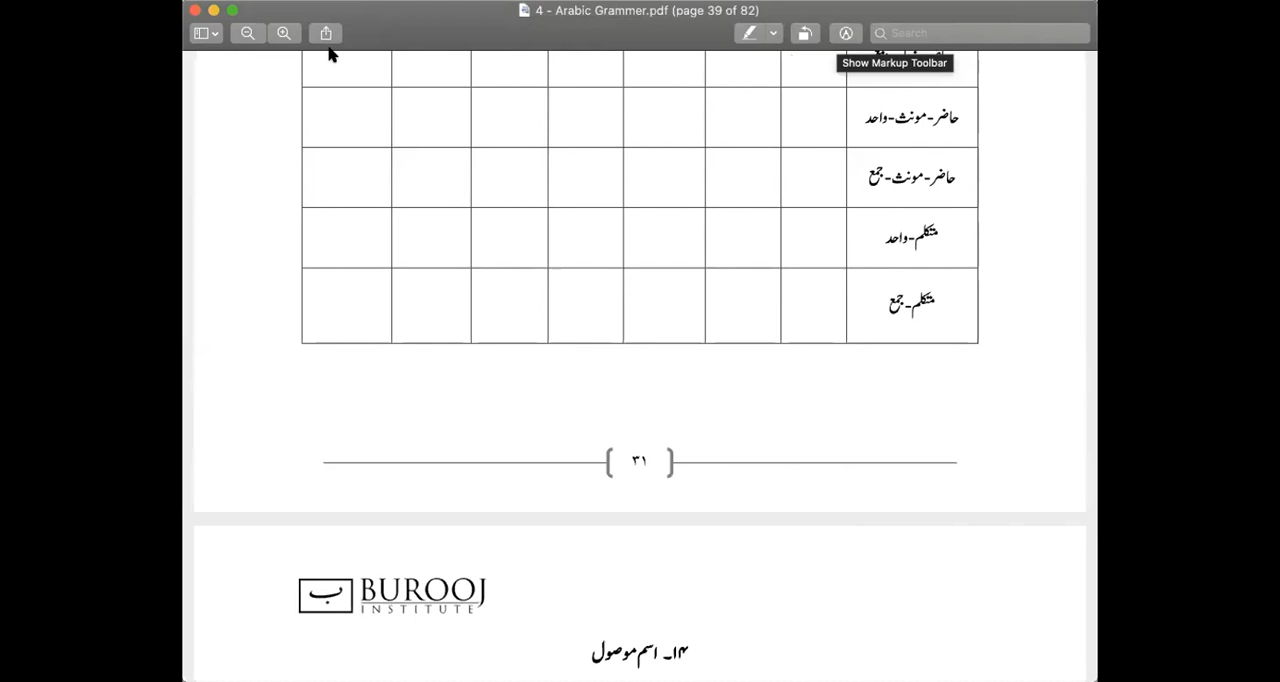 4 - Arabic Grammer.pdf (page 39 of 82)
Search
Show Markup Toolbar
حاضر-مونث-واحد
حاضر-مونث-جمع
متکلم-واحد
متکلم-جمع
۳۱
ب BUROOJ
INSTITUTE
۱۴۔ اسم موصول